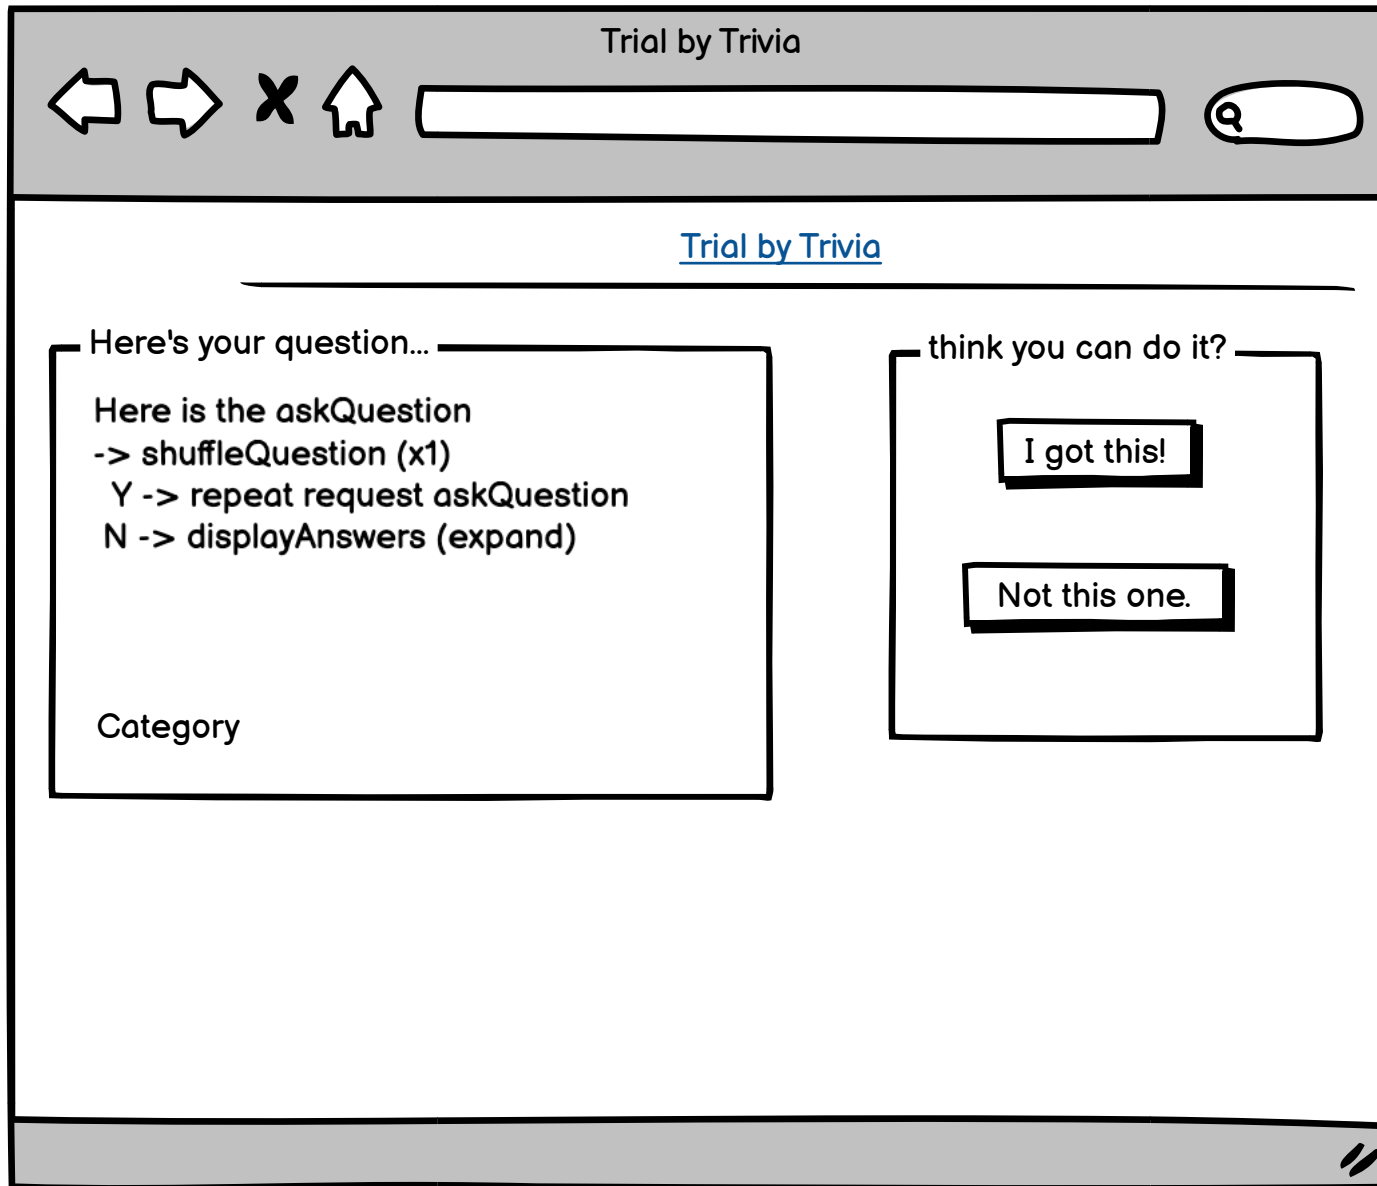 Trial by Trivia
Trial by Trivia
Here's your question...
Here is the askQuestion
-> shuffleQuestion (x1)
Y -> repeat request askQuestion
N -> displayAnswers (expand)
Category
think you can do it?
I got this!
Not this one.